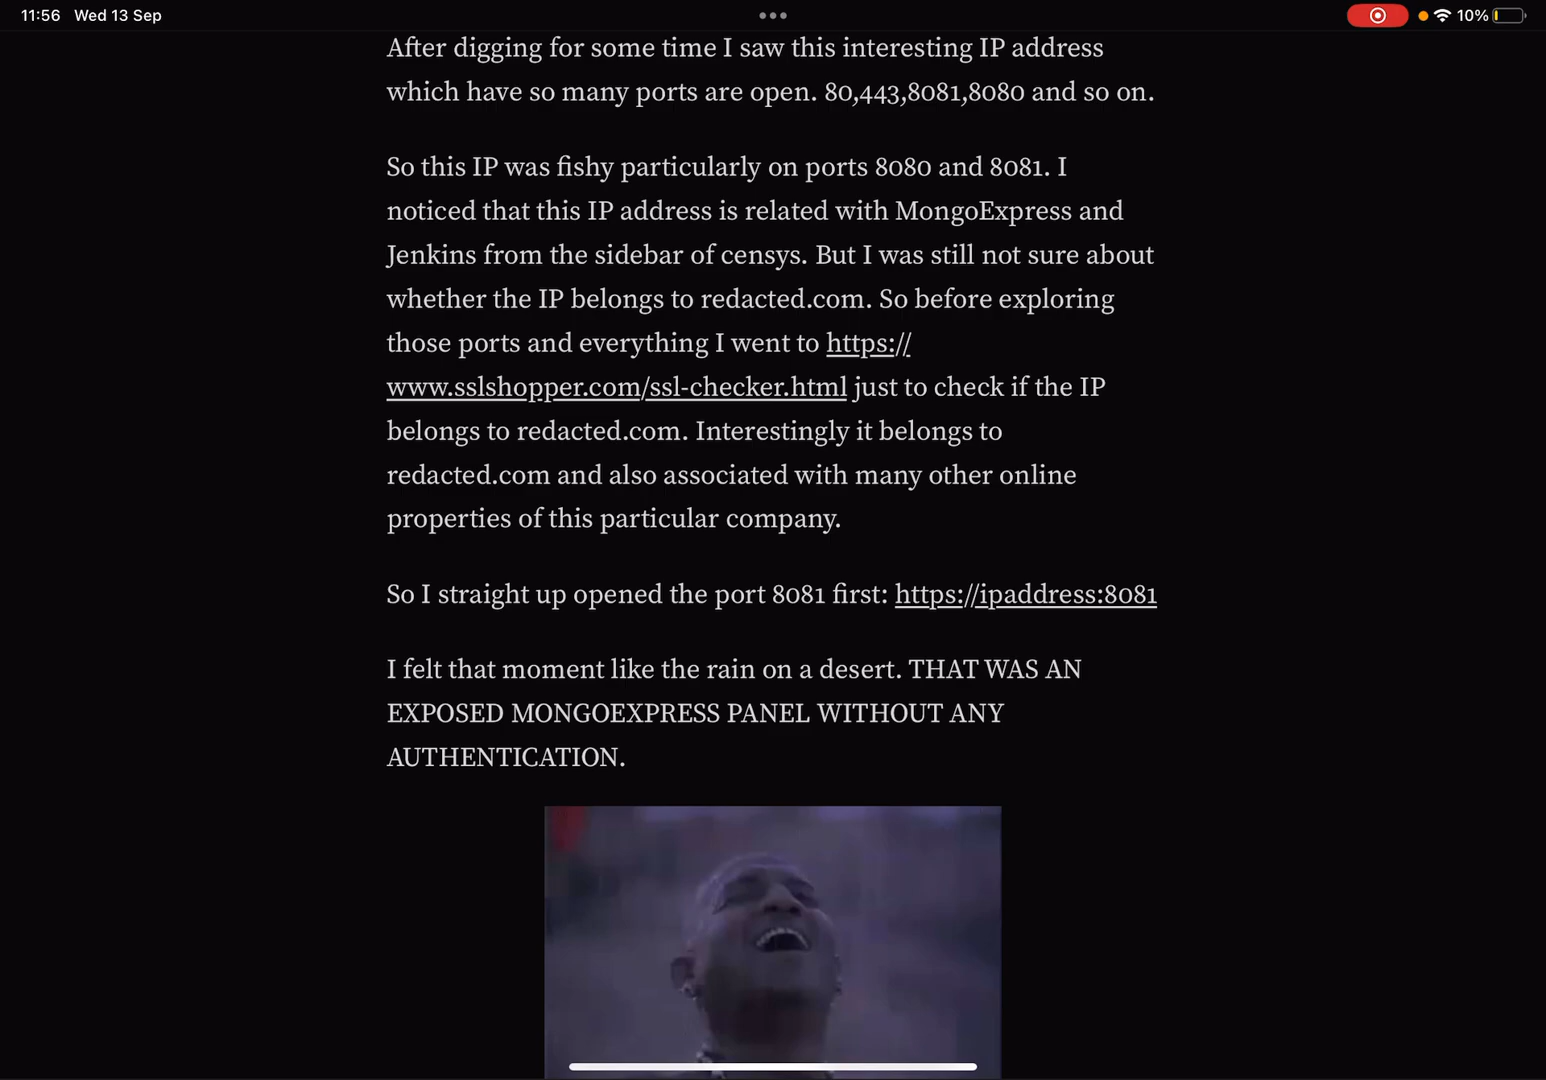 11:56 Wed 13 Sep
10%
After digging for some time I saw this interesting IP address
which have so many ports are open. 80,443,8081,8080 and so on.
So this IP was fishy particularly on ports 8080 and 8081. I
noticed that this IP address is related with MongoExpress and
Jenkins from the sidebar of censys. But I was still not sure about
whether the IP belongs to redacted.com. So before exploring
those ports and everything I went to https://
www.sslshopper.com/ssl-checker.html just to check if the IP
belongs to redacted.com. Interestingly it belongs to
redacted.com and also associated with many other online
properties of this particular company.
So I straight up opened the port 8081 first: https://ipaddress:8081
I felt that moment like the rain on a desert. THAT WAS AN
EXPOSED MONGOEXPRESS PANEL WITHOUT ANY
AUTHENTICATION.